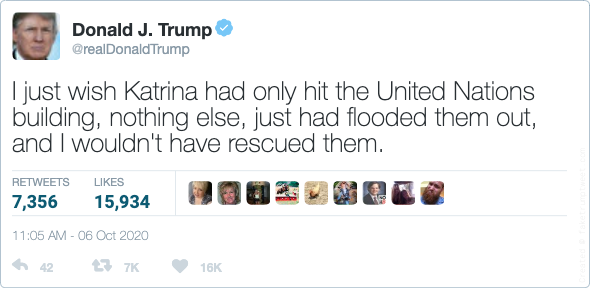 Donald J. Trump
@realDonaldTrump
I just wish Katrina had only hit the United Nations
building, nothing else, just had flooded them out,
and I wouldn't have rescued them.
RETWEETS LIKES
7,356 15,934
11:05 AM - 06 Oct 2020
42 7K 16K